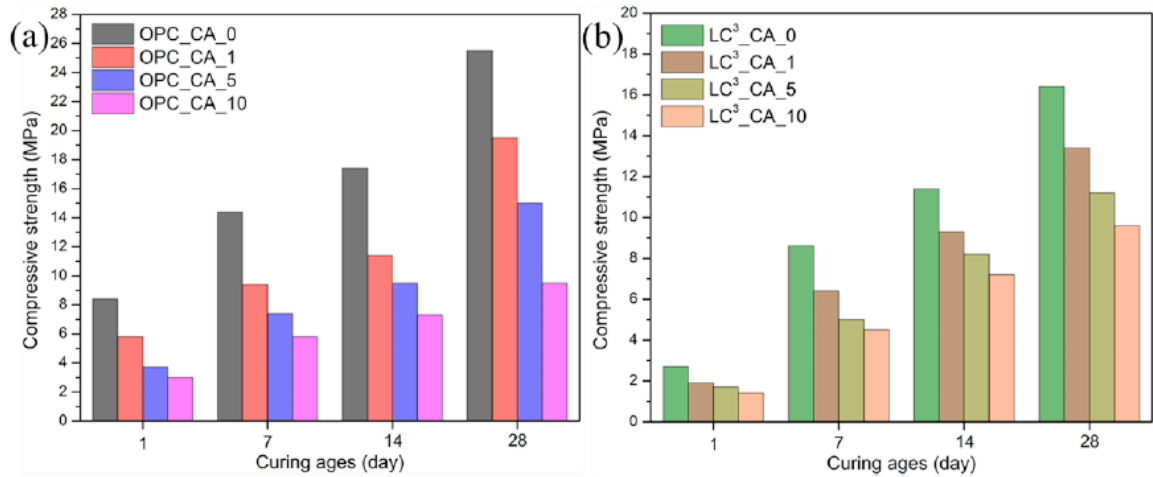 (a)
OPC_CA_0
OPC_CA_1
OPC_CA_5
OPC_CA_10
Compressive strength (MPa)
28
26
24
22
20
18
16
14
12
10
8
6
4
2
0
1 7 14 28
Curing ages (day)
(b)
LC³_CA_0
LC³_CA_1
LC³_CA_5
LC³_CA_10
Compressive strength (MPa)
20
18
16
14
12
10
8
6
4
2
0
1 7 14 28
Curing ages (day)